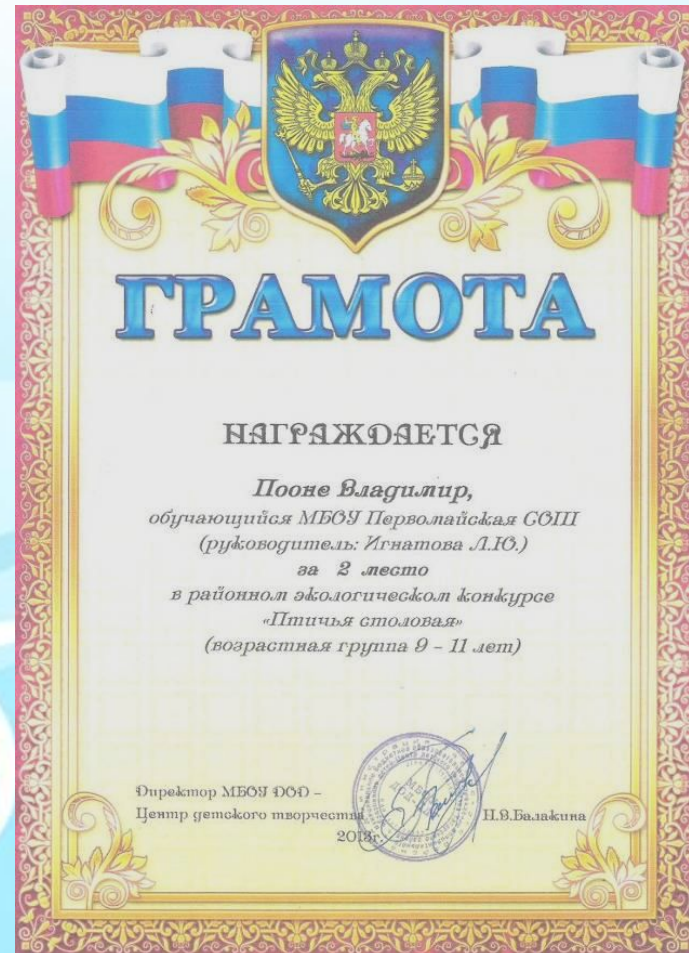 ГРАМОТА
НАГРАЖДАЕТСЯ
Пооне Владимир,
обучающийся МБОУ Первомайская СОШ
(руководитель: Игнатова Л.Ю.)
за 2 место
в районном экологическом конкурсе
«Птичья столовая»
(возрастная группа 9 – 11 лет)
Директор МБОУ ДОД –
Центр детского творчества Н.В.Балакина
2013г.